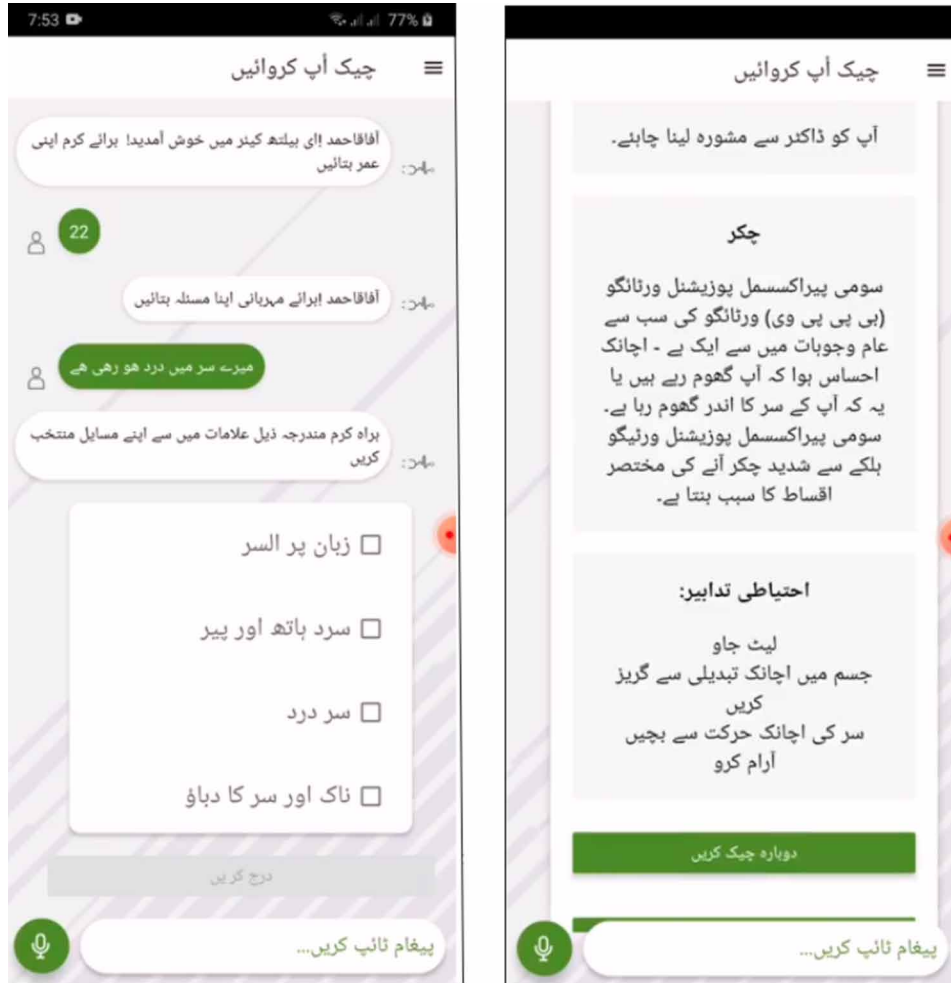 7:53
77%
چیک أپ کروائیں
آفاقاحمد !ای ہیلتھ کیئر میں خوش آمدید! برائے کرم اپنی
عمر بتائیں
22
آفاقاحمد !برائے مہربانی اپنا مسئلہ بتائیں
میرے سر میں درد ھو رھی ھے
براہ کرم مندرجہ ذیل علامات میں سے اپنے مسایل منتخب
کریں
زبان پر السر
سرد ہاتھ اور پیر
سر درد
ناک اور سر کا دباؤ
درج کریں
پیغام ٹائپ کریں...
چیک أپ کروائیں
آپ کو ڈاکٹر سے مشورہ لینا چاہئے۔
چکر
سومی پیراکسسمل پوزیشنل ورٹائگو
(بی پی پی وی) ورٹائگو کی سب سے
عام وجوہات میں سے ایک ہے - اچانک
احساس ہوا کہ آپ گھوم رہے ہیں یا
یہ کہ آپ کے سر کا اندر گھوم رہا ہے۔
سومی پیراکسسمل پوزیشنل ورٹیگو
ہلکے سے شدید چکر آنے کی مختصر
اقساط کا سبب بنتا ہے۔
احتیاطی تدابیر:
لیٹ جاو
جسم میں اچانک تبدیلی سے گریز
کریں
سر کی اچانک حرکت سے بچیں
آرام کرو
دوبارہ چیک کریں
پیغام ٹائپ کریں...